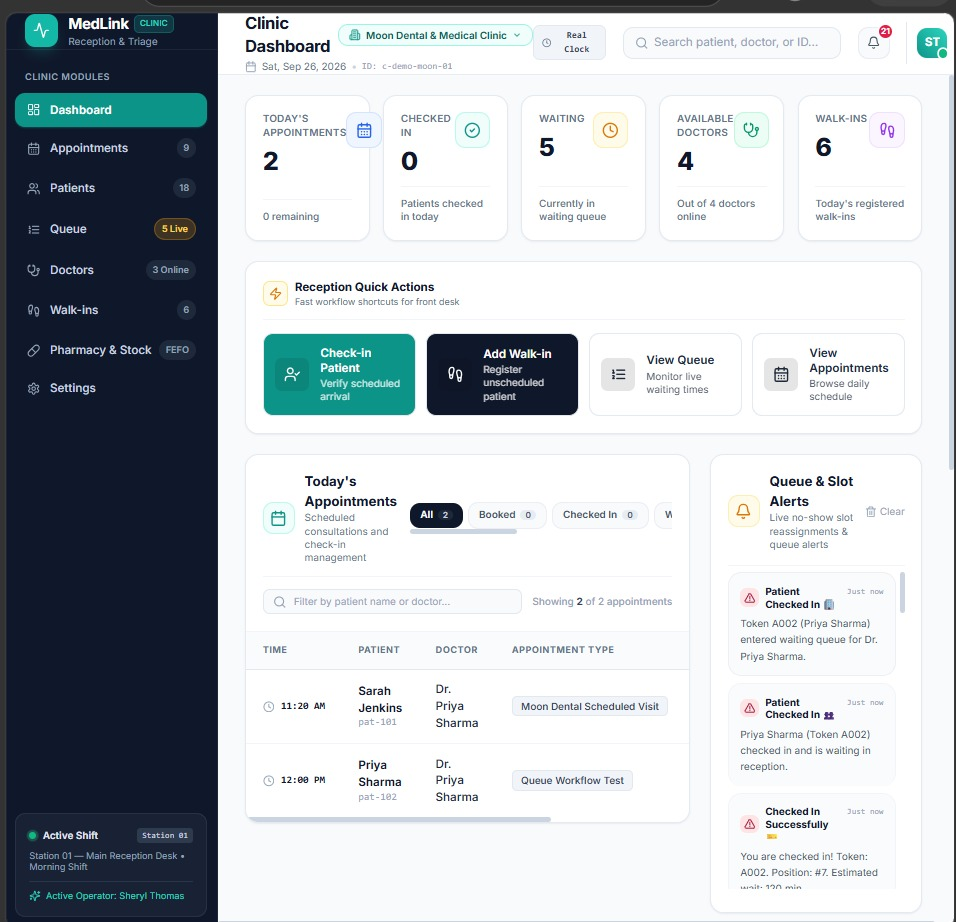 MedLink CLINIC
Reception & Triage
CLINIC MODULES
Dashboard
Appointments 9
Patients 18
Queue 5 Live
Doctors 3 Online
Walk-ins 6
Pharmacy & Stock FEFO
Settings
Active Shift Station 01
Station 01 — Main Reception Desk •
Morning Shift
Active Operator: Sheryl Thomas
Clinic
Dashboard
Moon Dental & Medical Clinic
Sat, Sep 26, 2026 • ID: c-demo-moon-01
Real
Clock
Search patient, doctor, or ID...
21
ST
TODAY'S
APPOINTMENTS
2
0 remaining
CHECKED
IN
0
Patients checked
in today
WAITING
5
Currently in
waiting queue
AVAILABLE
DOCTORS
4
Out of 4 doctors
online
WALK-INS
6
Today's registered
walk-ins
Reception Quick Actions
Fast workflow shortcuts for front desk
Check-in
Patient
Verify scheduled
arrival
Add Walk-in
Register
unscheduled
patient
View Queue
Monitor live
waiting times
View
Appointments
Browse daily
schedule
Today's
Appointments
Scheduled
consultations and
check-in
management
All 2 Booked 0 Checked In 0 W
Filter by patient name or doctor...
Showing 2 of 2 appointments
TIME PATIENT DOCTOR APPOINTMENT TYPE
11:20 AM
Sarah
Jenkins
pat-101
Dr.
Priya
Sharma
Moon Dental Scheduled Visit
12:00 PM
Priya
Sharma
pat-102
Dr.
Priya
Sharma
Queue Workflow Test
Queue & Slot
Alerts
Live no-show slot
reassignments &
queue alerts
Clear
Patient
Checked In
Just now
Token A002 (Priya Sharma)
entered waiting queue for Dr.
Priya Sharma.
Patient
Checked In
Just now
Priya Sharma (Token A002)
checked in and is waiting in
reception.
Checked In
Successfully
Just now
You are checked in! Token:
A002. Position: #7. Estimated
wait: 120 min